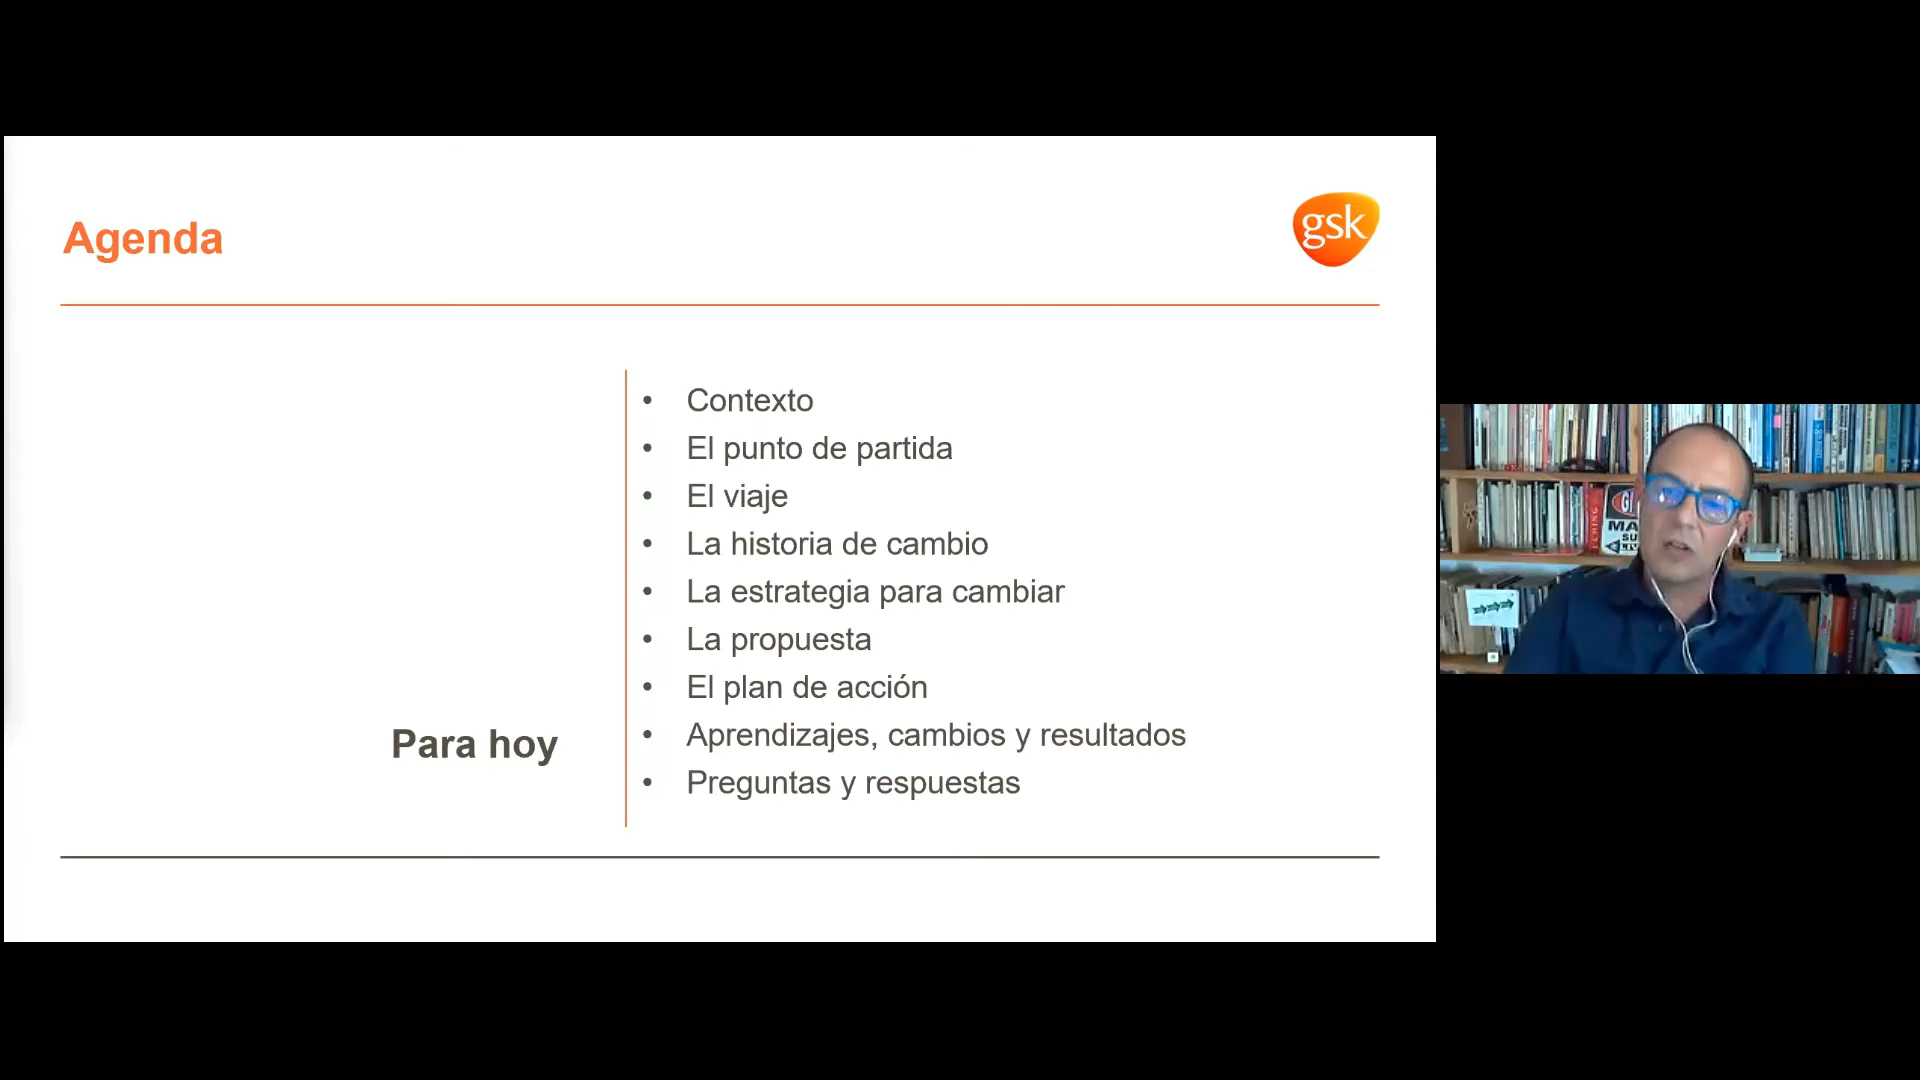 Agenda
gsk
Contexto
El punto de partida
El viaje
La historia de cambio
La estrategia para cambiar
La propuesta
El plan de acción
Para hoy
Aprendizajes, cambios y resultados
Preguntas y respuestas